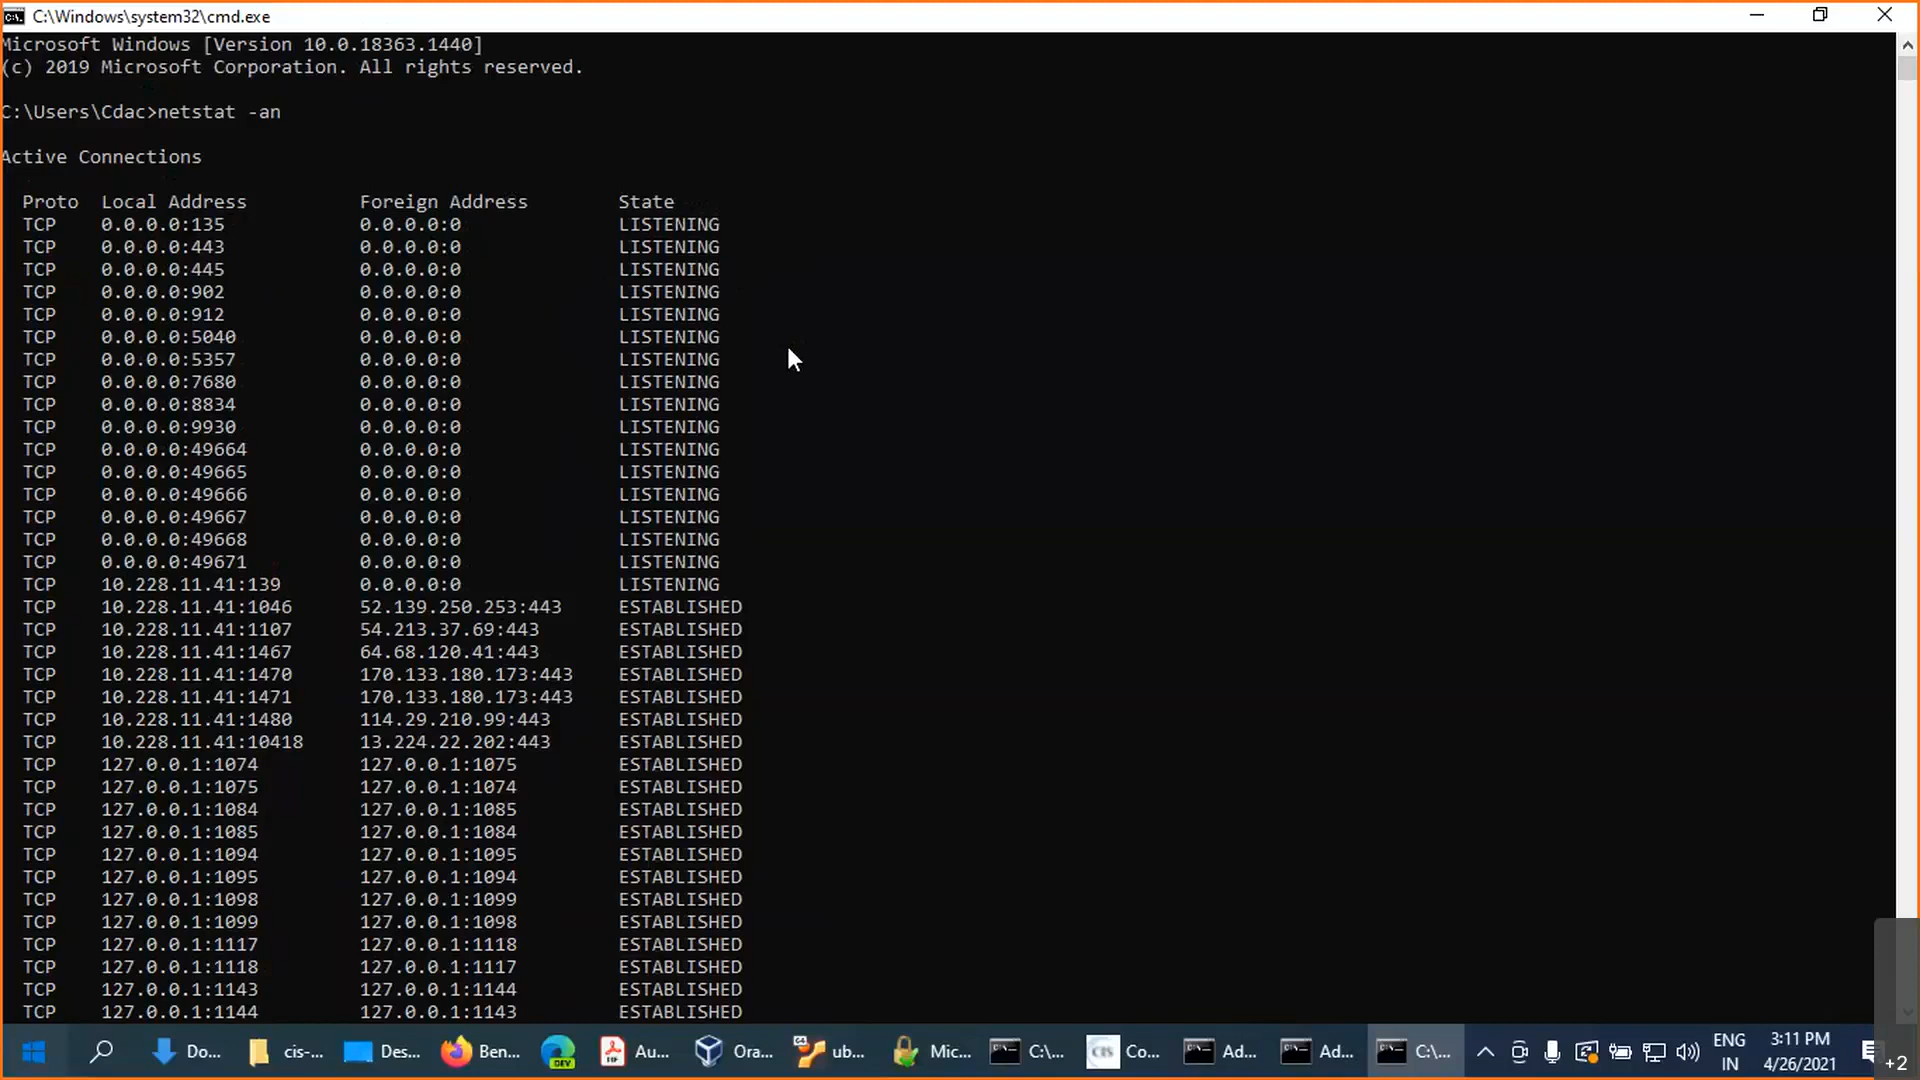 C:\Windows\system32\cmd.exe
Microsoft Windows [Version 10.0.18363.1440]
(c) 2019 Microsoft Corporation. All rights reserved.
C:\Users\Cdac>netstat -an
Active Connections
Proto Local Address Foreign Address State
TCP 0.0.0.0:135 0.0.0.0:0 LISTENING
TCP 0.0.0.0:443 0.0.0.0:0 LISTENING
TCP 0.0.0.0:445 0.0.0.0:0 LISTENING
TCP 0.0.0.0:902 0.0.0.0:0 LISTENING
TCP 0.0.0.0:912 0.0.0.0:0 LISTENING
TCP 0.0.0.0:5040 0.0.0.0:0 LISTENING
TCP 0.0.0.0:5357 0.0.0.0:0 LISTENING
TCP 0.0.0.0:7680 0.0.0.0:0 LISTENING
TCP 0.0.0.0:8834 0.0.0.0:0 LISTENING
TCP 0.0.0.0:9930 0.0.0.0:0 LISTENING
TCP 0.0.0.0:49664 0.0.0.0:0 LISTENING
TCP 0.0.0.0:49665 0.0.0.0:0 LISTENING
TCP 0.0.0.0:49666 0.0.0.0:0 LISTENING
TCP 0.0.0.0:49667 0.0.0.0:0 LISTENING
TCP 0.0.0.0:49668 0.0.0.0:0 LISTENING
TCP 0.0.0.0:49671 0.0.0.0:0 LISTENING
TCP 10.228.11.41:139 0.0.0.0:0 LISTENING
TCP 10.228.11.41:1046 52.139.250.253:443 ESTABLISHED
TCP 10.228.11.41:1107 54.213.37.69:443 ESTABLISHED
TCP 10.228.11.41:1467 64.68.120.41:443 ESTABLISHED
TCP 10.228.11.41:1470 170.133.180.173:443 ESTABLISHED
TCP 10.228.11.41:1471 170.133.180.173:443 ESTABLISHED
TCP 10.228.11.41:1480 114.29.210.99:443 ESTABLISHED
TCP 10.228.11.41:10418 13.224.22.202:443 ESTABLISHED
TCP 127.0.0.1:1074 127.0.0.1:1075 ESTABLISHED
TCP 127.0.0.1:1075 127.0.0.1:1074 ESTABLISHED
TCP 127.0.0.1:1084 127.0.0.1:1085 ESTABLISHED
TCP 127.0.0.1:1085 127.0.0.1:1084 ESTABLISHED
TCP 127.0.0.1:1094 127.0.0.1:1095 ESTABLISHED
TCP 127.0.0.1:1095 127.0.0.1:1094 ESTABLISHED
TCP 127.0.0.1:1098 127.0.0.1:1099 ESTABLISHED
TCP 127.0.0.1:1099 127.0.0.1:1098 ESTABLISHED
TCP 127.0.0.1:1117 127.0.0.1:1118 ESTABLISHED
TCP 127.0.0.1:1118 127.0.0.1:1117 ESTABLISHED
TCP 127.0.0.1:1143 127.0.0.1:1144 ESTABLISHED
TCP 127.0.0.1:1144 127.0.0.1:1143 ESTABLISHED
Do... cis-... Des... Ben... DEV Au... Ora... ub... Mic... C:\... CIS Co... Ad... Ad... C:\... ENG 3:11 PM
IN 4/26/2021 +2